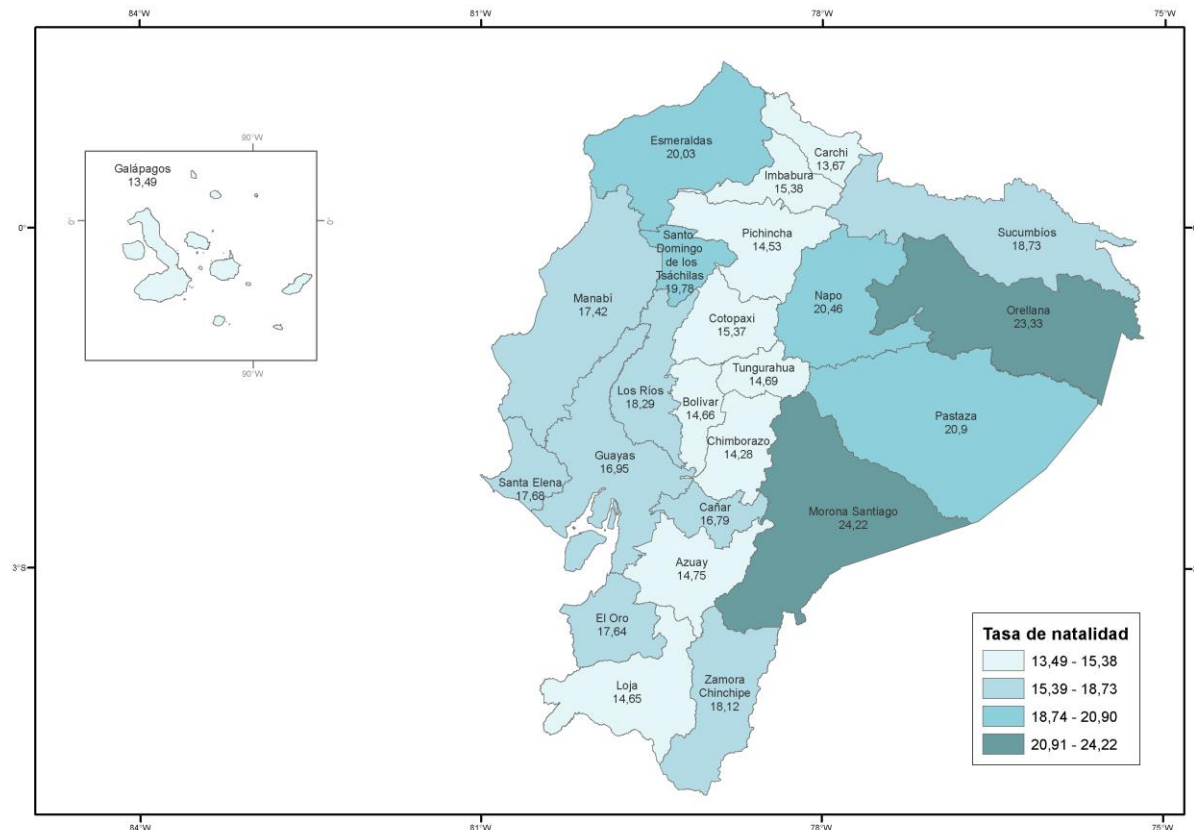 84°W
81°W
78°W
75°W
90°W
Galápagos
13,49
0°
0°
90°W
Esmeraldas
20,03
Carchi
13,67
Imbabura
15,38
0°
Pichincha
14,53
Sucumbíos
18,73
Santo
Domingo
de los
Tsáchilas
19,78
Manabí
17,42
Napo
20,46
Orellana
23,33
Cotopaxi
15,37
Tungurahua
14,69
Los Ríos
18,29
Bolívar
14,66
Pastaza
20,9
Chimborazo
14,28
Guayas
16,95
Santa Elena
17,68
Cañar
16,79
Morona Santiago
24,22
3°S
Azuay
14,75
El Oro
17,64
Loja
14,65
Zamora
Chinchipe
18,12
Tasa de natalidad
13,49 - 15,38
15,39 - 18,73
18,74 - 20,90
20,91 - 24,22
84°W
81°W
78°W
75°W